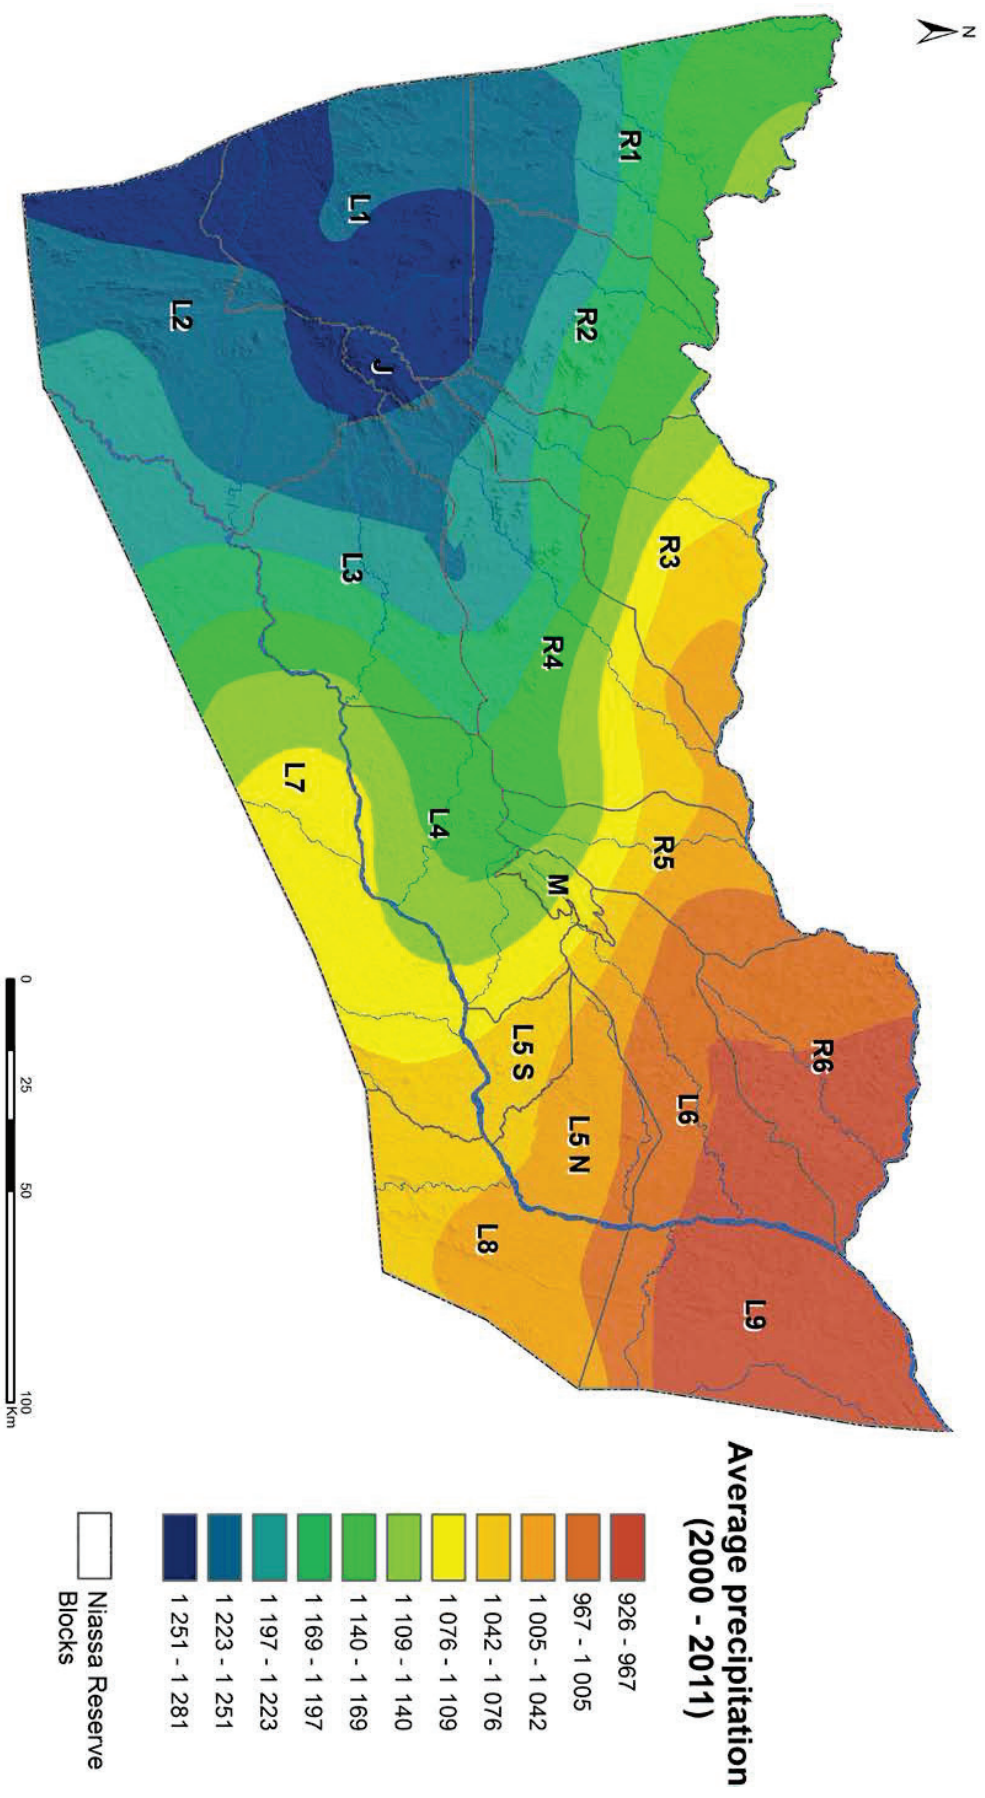 N
R1
L1
R2
L2
J
R3
L3
R4
L7
L4
R5
M
L5 S
R6
L6
L5 N
L8
L9
0 25 50 100
Km
Average precipitation
(2000 - 2011)
926 - 967
967 - 1 005
1 005 - 1 042
1 042 - 1 076
1 076 - 1 109
1 109 - 1 140
1 140 - 1 169
1 169 - 1 197
1 197 - 1 223
1 223 - 1 251
1 251 - 1 281
Niassa Reserve
Blocks